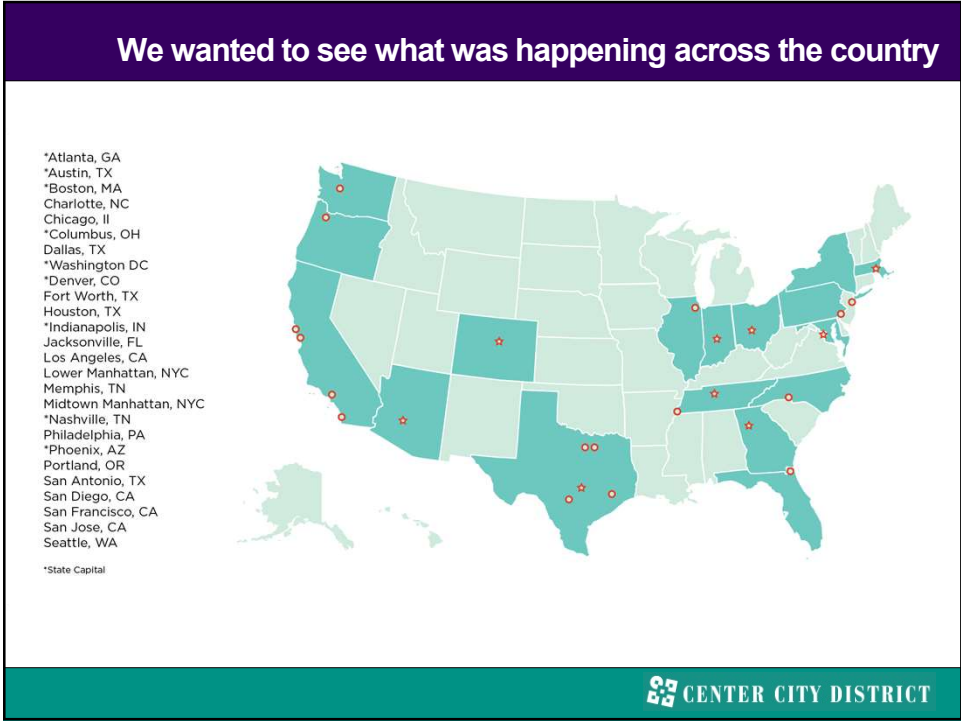 We wanted to see what was happening across the country
*Atlanta, GA
*Austin, TX
*Boston, MA
Charlotte, NC
Chicago, Il
*Columbus, OH
Dallas, TX
*Washington DC
*Denver, CO
Fort Worth, TX
Houston, TX
*Indianapolis, IN
Jacksonville, FL
Los Angeles, CA
Lower Manhattan, NYC
Memphis, TN
Midtown Manhattan, NYC
*Nashville, TN
Philadelphia, PA
*Phoenix, AZ
Portland, OR
San Antonio, TX
San Diego, CA
San Francisco, CA
San Jose, CA
Seattle, WA
*State Capital
CENTER CITY DISTRICT